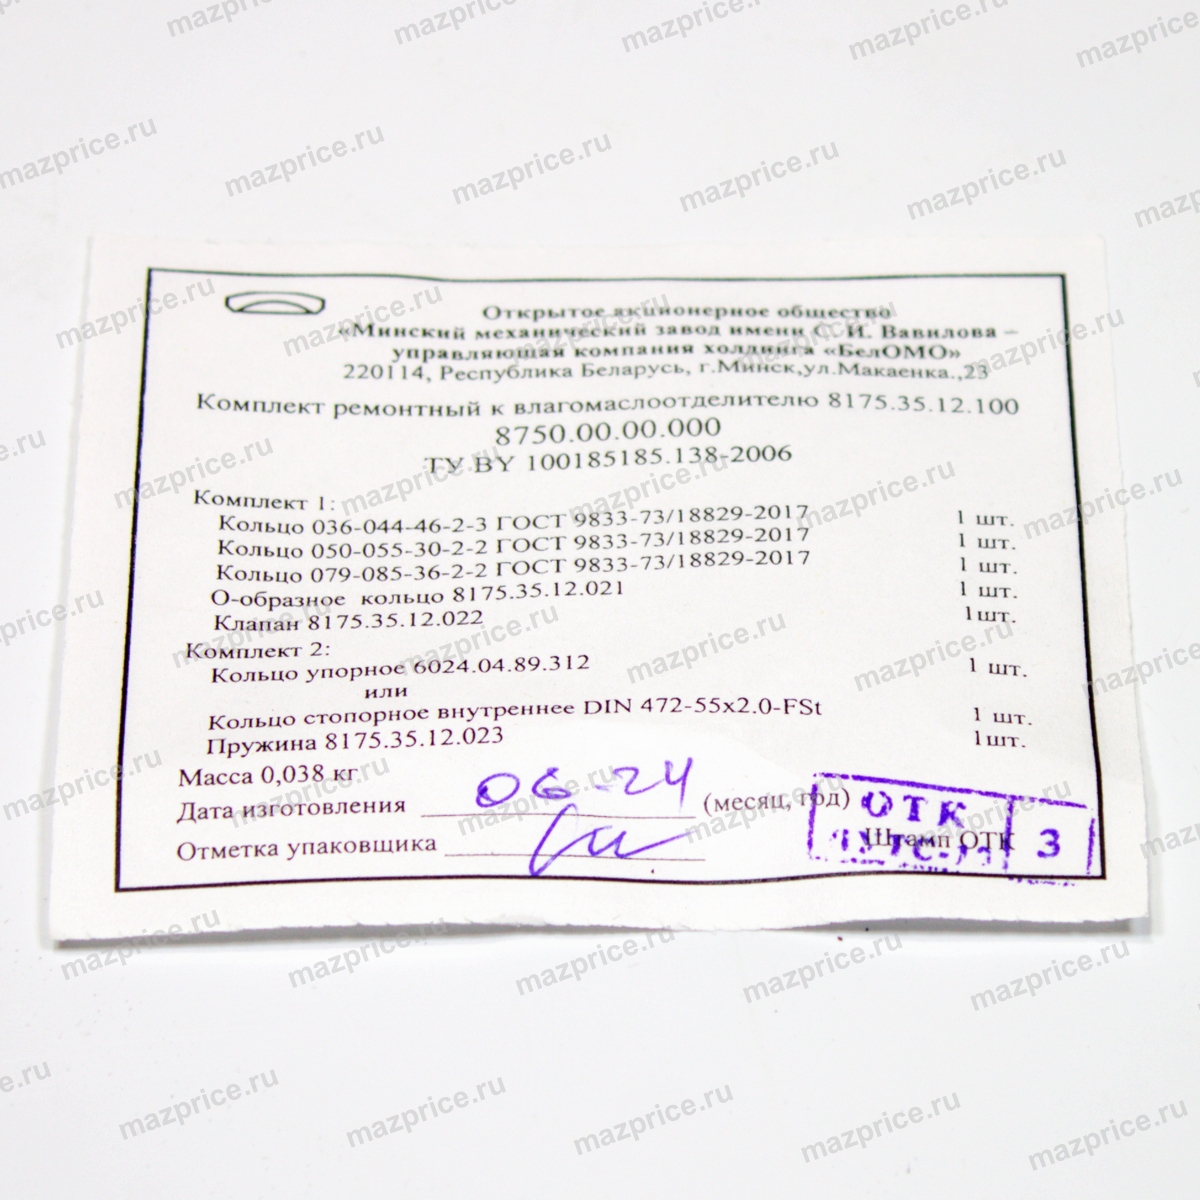 Открытое акционерное общество
«Минский механический завод имени С. И. Вавилова –
управляющая компания холдинга «БелОМО»
220114, Республика Беларусь, г.Минск,ул.Макаенка.,23
Комплект ремонтный к влагомаслоотделителю 8175.35.12.100
8750.00.00.000
ТУ BY 100185185.138-2006
Комплект 1:
Кольцо 036-044-46-2-3 ГОСТ 9833-73/18829-2017 1 шт.
Кольцо 050-055-30-2-2 ГОСТ 9833-73/18829-2017 1 шт.
Кольцо 079-085-36-2-2 ГОСТ 9833-73/18829-2017 1 шт.
О-образное кольцо 8175.35.12.021 1 шт.
Клапан 8175.35.12.022 1шт.
Комплект 2:
Кольцо упорное 6024.04.89.312 1 шт.
или
Кольцо стопорное внутреннее DIN 472-55x2.0-FSt 1 шт.
Пружина 8175.35.12.023 1шт.
Масса 0,038 кг
Дата изготовления 06-24 (месяц, год)
Отметка упаковщика Штамп ОТК
ОТК
3
mazprice.ru